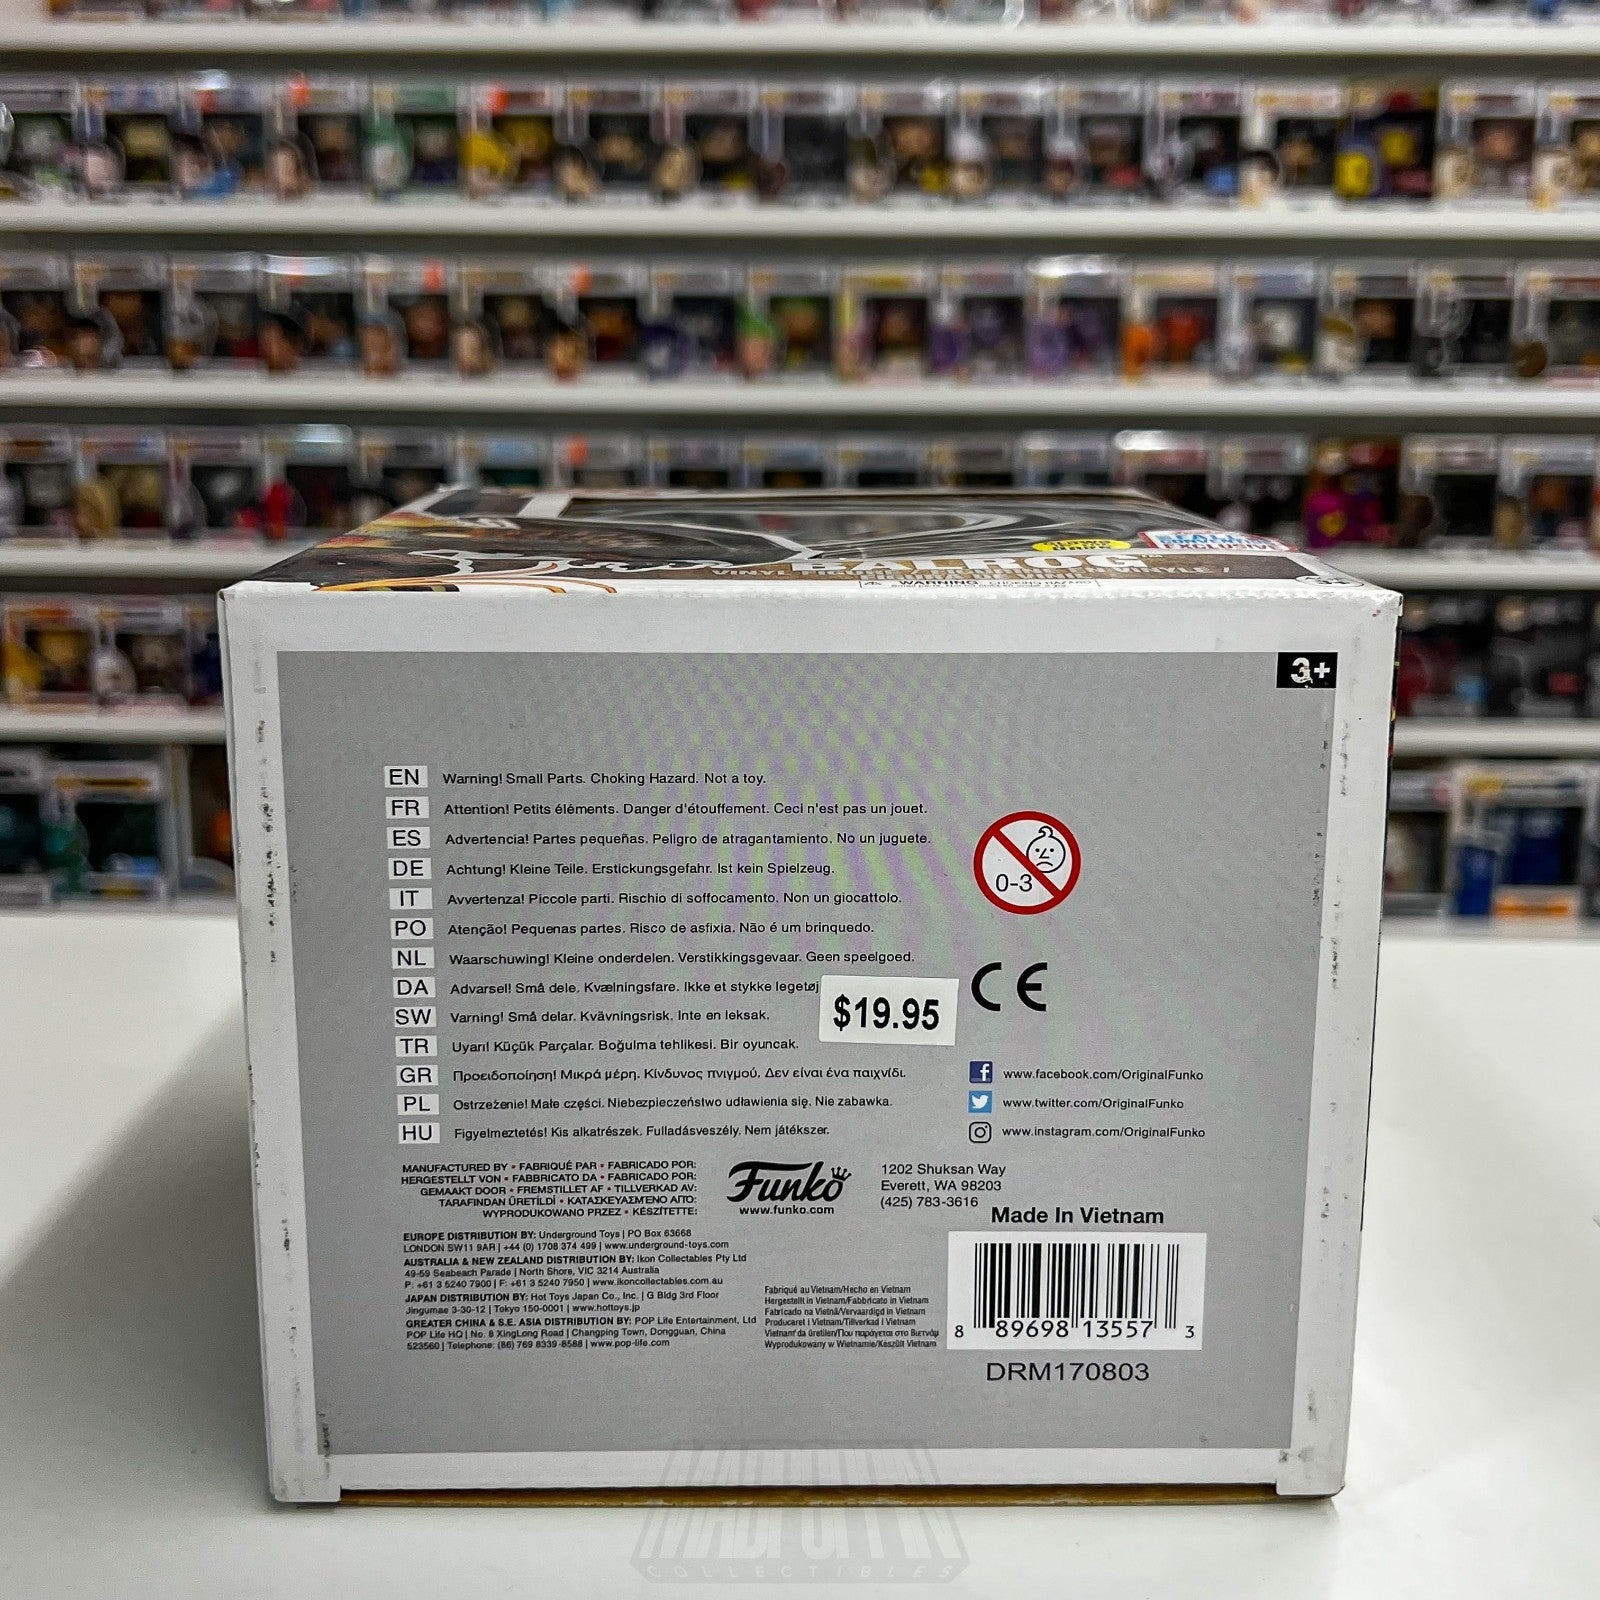 GLOWS
DARK
CONVENTION
EXCLUSIVE
BALROG
VINYL FIGURE
WARNING: CHOKING HAZARD
3+
EN Warning! Small Parts. Choking Hazard. Not a toy.
FR Attention! Petits éléments. Danger d'étouffement. Ceci n'est pas un jouet.
ES Advertencia! Partes pequeñas. Peligro de atragantamiento. No un juguete.
DE Achtung! Kleine Teile. Erstickungsgefahr. Ist kein Spielzeug.
IT Avvertenza! Piccole parti. Rischio di soffocamento. Non un giocattolo.
PO Atenção! Pequenas partes. Risco de asfixia. Não é um brinquedo.
NL Waarschuwing! Kleine onderdelen. Verstikkingsgevaar. Geen speelgoed.
DA Advarsel! Små dele. Kvælningsfare. Ikke et stykke legetøj
SW Varning! Små delar. Kvävningsrisk. Inte en leksak.
TR Uyarı! Küçük Parçalar. Boğulma tehlikesi. Bir oyuncak.
GR Προειδοποίηση! Μικρά μέρη. Κίνδυνος πνιγμού. Δεν είναι ένα παιχνίδι.
PL Ostrzeżenie! Małe części. Niebezpieczeństwo udławienia się. Nie zabawka.
HU Figyelmeztetés! Kis alkatrészek. Fulladásveszély. Nem játékszer.
0-3
CE
$19.95
www.facebook.com/OriginalFunko
www.twitter.com/OriginalFunko
www.instagram.com/OriginalFunko
MANUFACTURED BY • FABRIQUÉ PAR • FABRICADO POR:
HERGESTELLT VON • FABBRICATO DA • FABRICADO POR:
GEMAAKT DOOR • FREMSTILLET AF • TILLVERKAD AV:
TARAFINDAN ÜRETİLDİ • ΚΑΤΑΣΚΕΥΑΣΜΕΝΟ ΑΠΟ:
WYPRODUKOWANO PRZEZ • KÉSZÍTETTE:
Funko
www.funko.com
1202 Shuksan Way
Everett, WA 98203
(425) 783-3616
Made In Vietnam
EUROPE DISTRIBUTION BY: Underground Toys | PO Box 63668
LONDON SW11 9AR | +44 (0) 1708 374 499 | www.underground-toys.com
AUSTRALIA & NEW ZEALAND DISTRIBUTION BY: Ikon Collectables Pty Ltd
49-59 Seabeach Parade | North Shore, VIC 3214 Australia
P: +61 3 5240 7900 | F: +61 3 5240 7950 | www.ikoncollectables.com.au
JAPAN DISTRIBUTION BY: Hot Toys Japan Co., Inc. | G Bldg 3rd Floor
Jingumae 3-30-12 | Tokyo 150-0001 | www.hottoys.jp
GREATER CHINA & S.E. ASIA DISTRIBUTION BY: POP Life Entertainment, Ltd
POP Life HQ | No. 8 XingLong Road | Changping Town, Dongguan, China
523560 | Telephone: (86) 769 8339-8588 | www.pop-life.com
Fabriqué au Vietnam/Hecho en Vietnam
Hergestellt in Vietnam/Fabbricato in Vietnam
Fabricado na Vietnã/Vervaardigd in Vietnam
Producaret i Vietnam/Tillverkad i Vietnam
Vietnam'da üretilen/Που παράγεται στο Βιετνάμ
Wyprodukowany w Wietnamie/Készült Vietnam
8 89698 13557 3
DRM170803
COLLECTIBLES